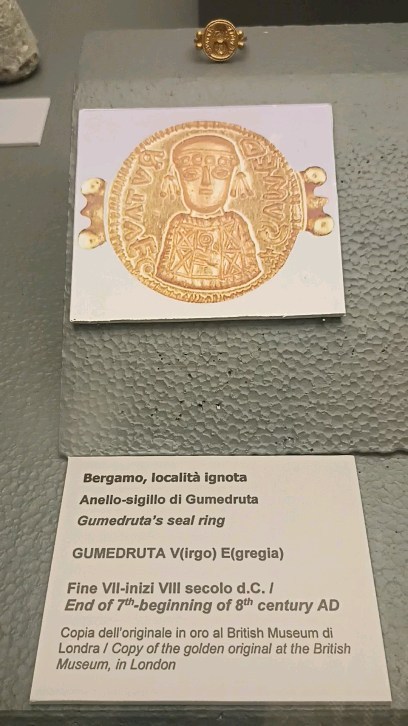 Bergamo, località ignota
Anello-sigillo di Gumedruta
Gumedruta's seal ring
GUMEDRUTA V(irgo) E(gregia)
Fine VII-inizi VIII secolo d.C. /
End of 7th-beginning of 8th century AD
Copia dell'originale in oro al British Museum di
Londra / Copy of the golden original at the British
Museum, in London